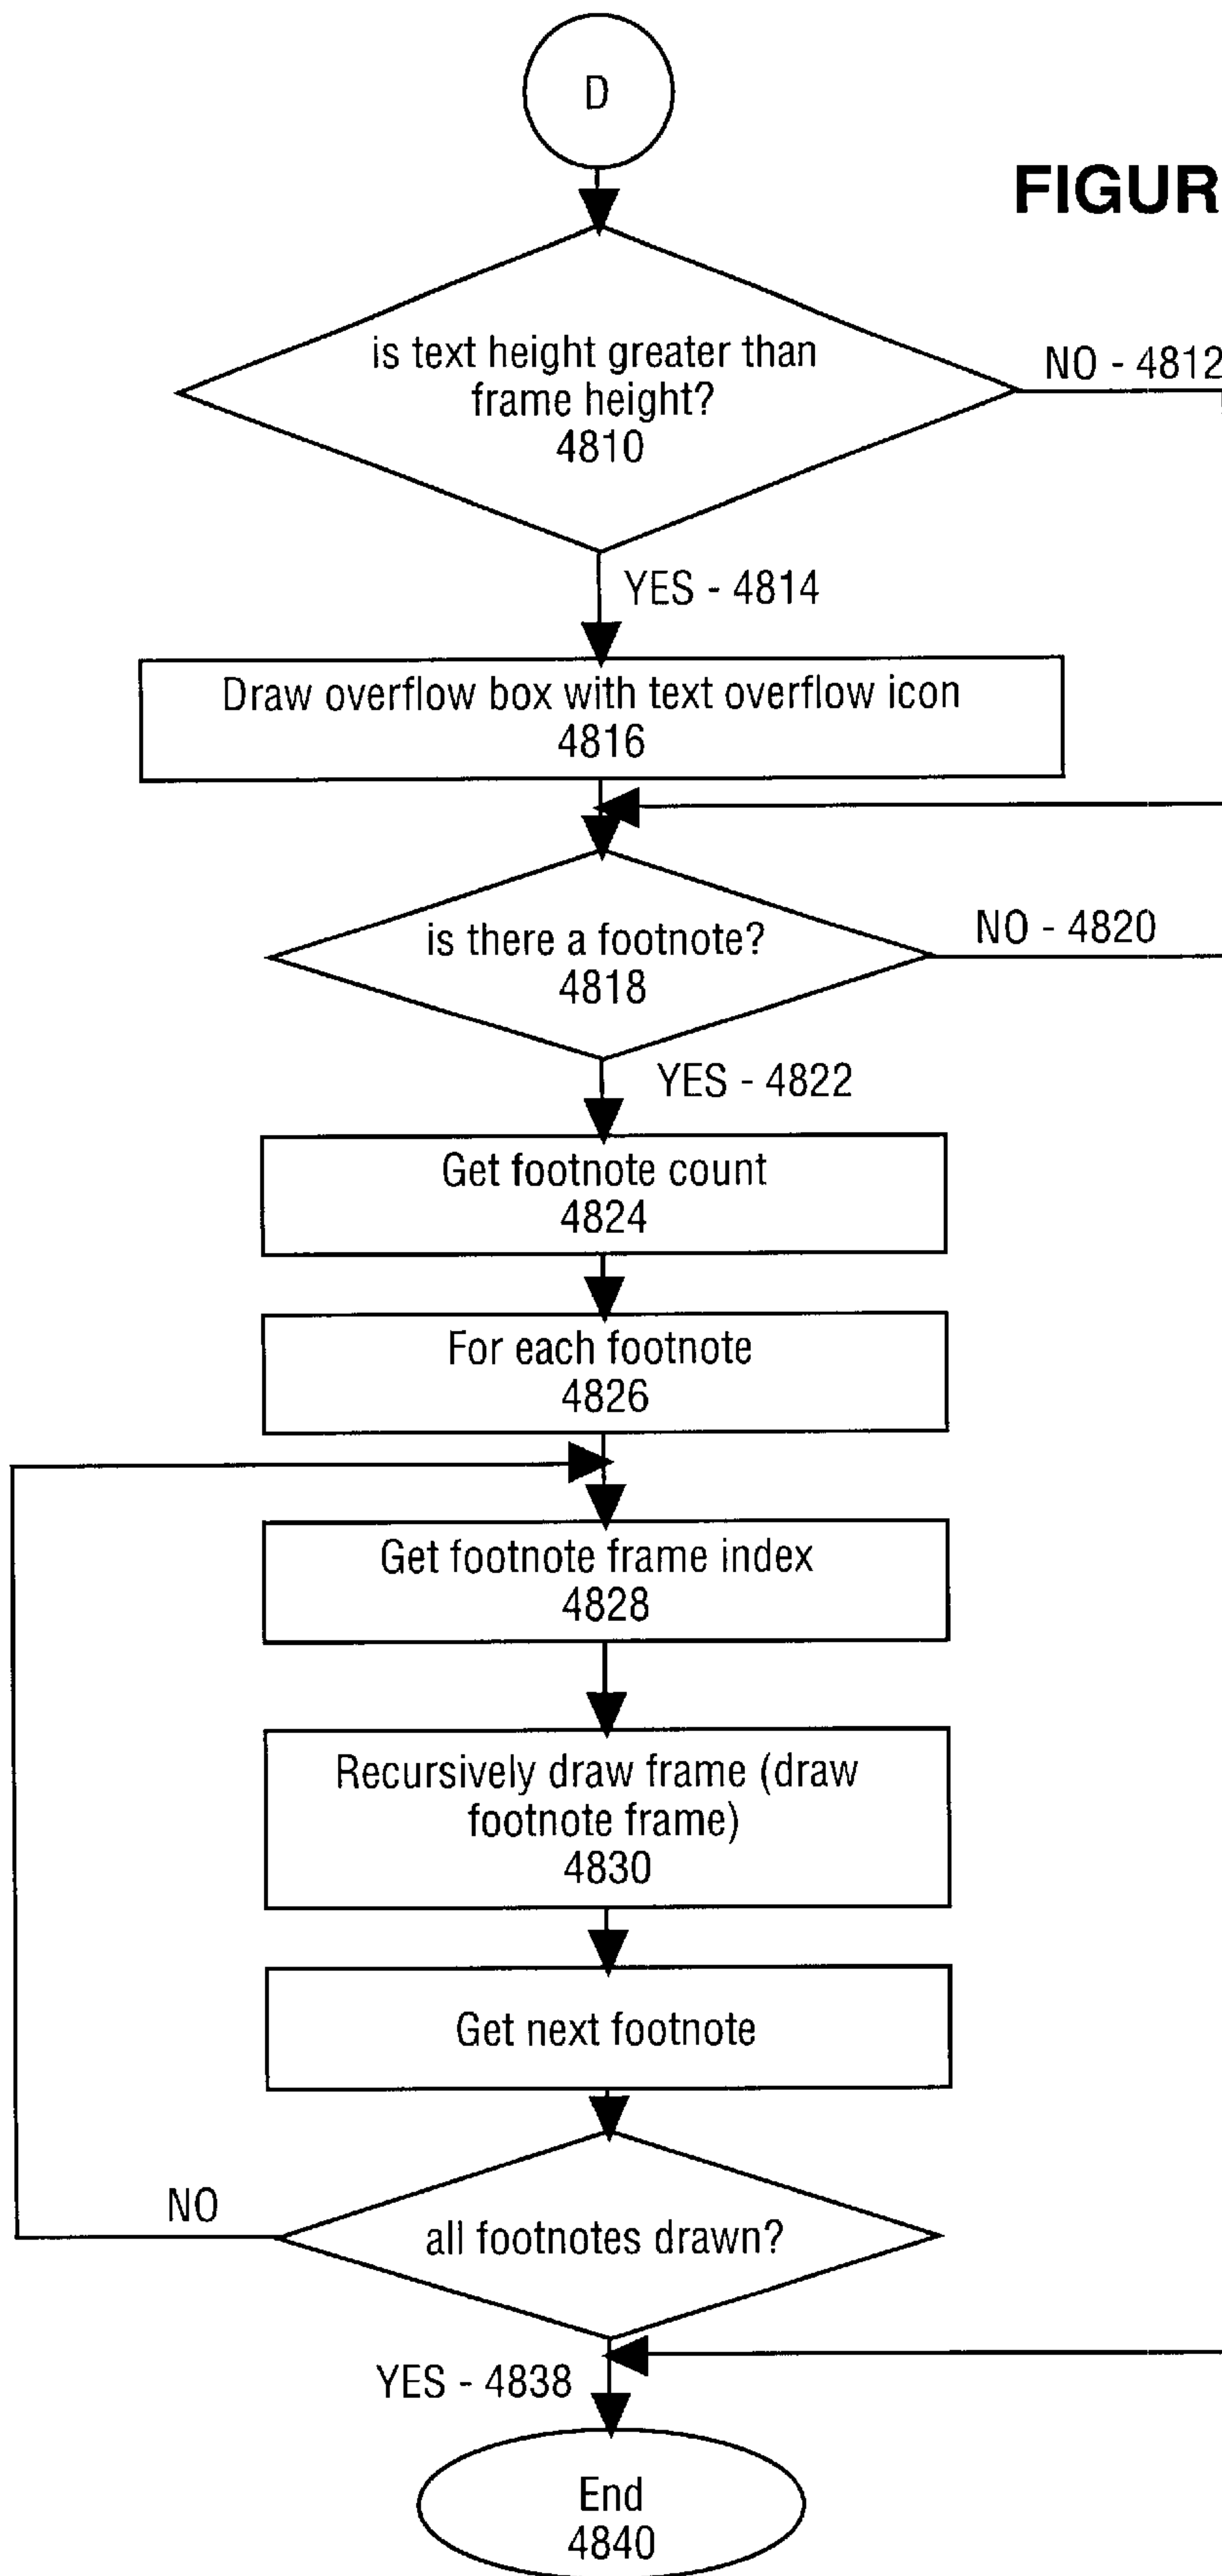 D
FIGUR
is text height greater than
frame height?
4810
NO - 4812
YES - 4814
Draw overflow box with text overflow icon
4816
is there a footnote?
4818
NO - 4820
YES - 4822
Get footnote count
4824
For each footnote
4826
Get footnote frame index
4828
Recursively draw frame (draw
footnote frame)
4830
Get next footnote
NO
all footnotes drawn?
YES - 4838
End
4840